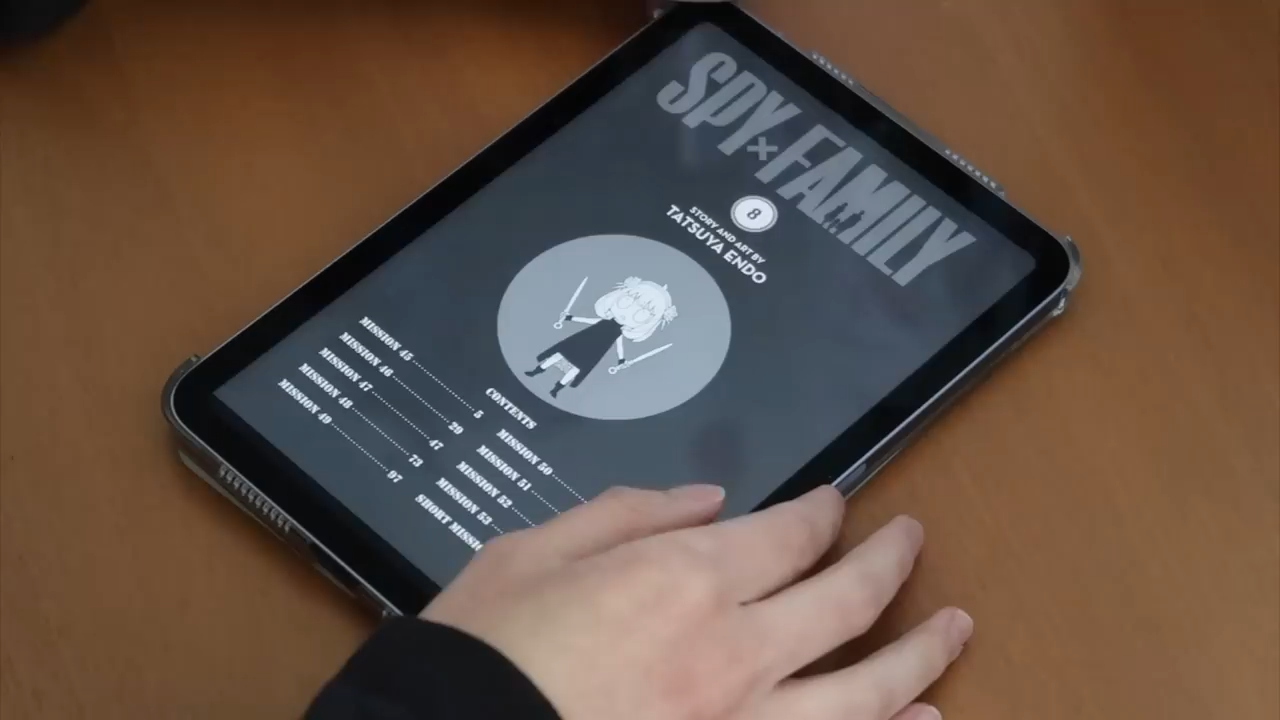 SPY×FAMILY
8
STORY AND ART BY
TATSUYA ENDO
CONTENTS
MISSION 45 5
MISSION 46 29
MISSION 47 47
MISSION 48 73
MISSION 49 97
MISSION 50
MISSION 51
MISSION 52
MISSION 53
SHORT